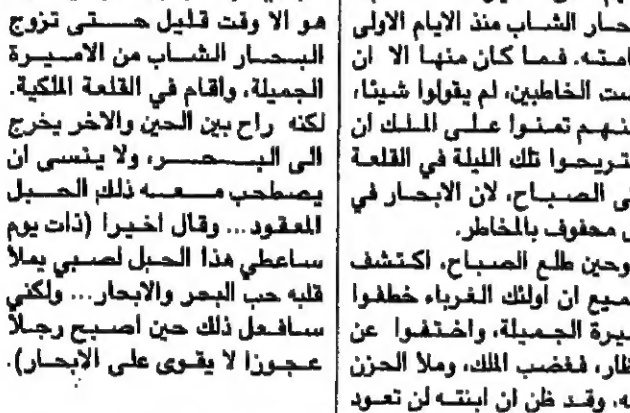 حار الشاب منذ الايام الاولى
امته. فما كان منها الا ان
ست الخاطبين، لم يقولوا شيئا،
نهم تمنوا على الملك ان
تريحوا تلك الليلة في القلعة
ى الصباح، لان الابحار في
محفوف بالمخاطر.
وحين طلع الصباح، اكتشف
ميع ان اولئك الغرباء خطفوا
يرة الجميلة، واختفوا عن
ظار، فغضب الملك، وملأ الحزن
ه، وقد ظن ان ابنته لن تعود
هو الا وقت قليل حتى تزوج
البحار الشاب من الاميرة
الجميلة، واقام في القلعة الملكية.
لكنه راح بين الحين والاخر يخرج
الى البحر، ولا ينسى ان
يصطحب معه ذلك الحبل
المعقود... وقال اخيرا (ذات يوم
ساعطي هذا الحبل لصبي يملأ
قلبه حب البحر والابحار... ولكني
سافعل ذلك حين اصبح رجلاً
عجوزا لا يقوى على الابحار).